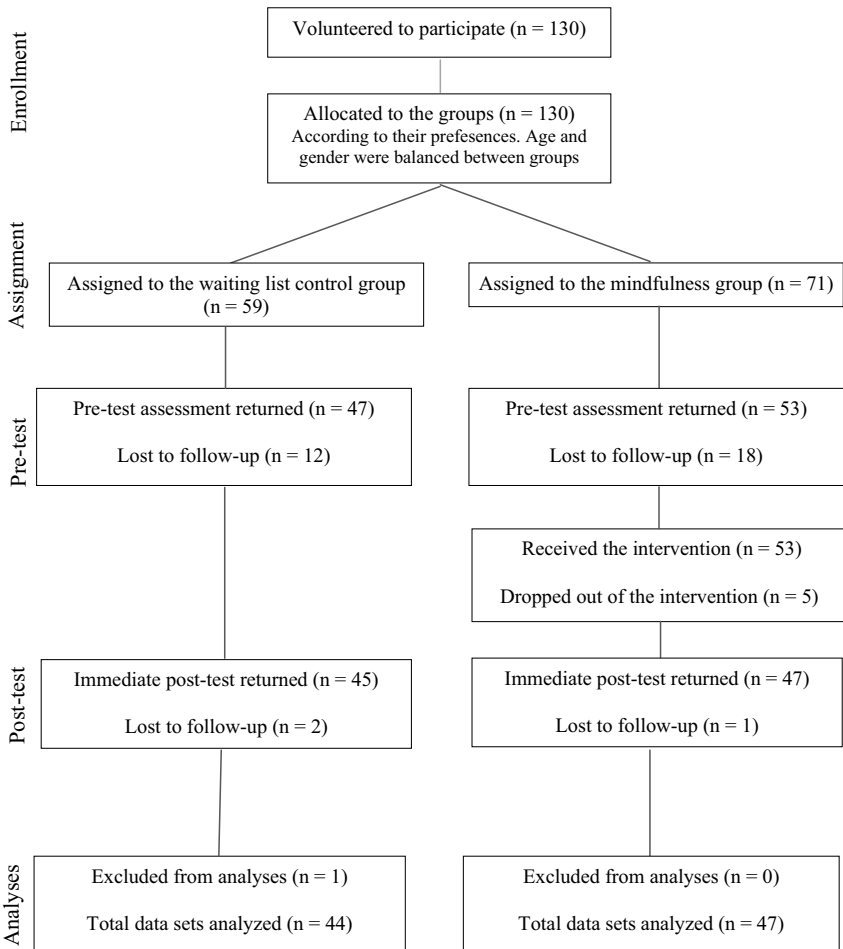 Enrollment
Volunteered to participate (n = 130)
Allocated to the groups (n = 130)
According to their prefesences. Age and
gender were balanced between groups
Assignment
Assigned to the waiting list control group
(n = 59)
Assigned to the mindfulness group (n = 71)
Pre-test
Pre-test assessment returned (n = 47)
Lost to follow-up (n = 12)
Pre-test assessment returned (n = 53)
Lost to follow-up (n = 18)
Received the intervention (n = 53)
Dropped out of the intervention (n = 5)
Post-test
Immediate post-test returned (n = 45)
Lost to follow-up (n = 2)
Immediate post-test returned (n = 47)
Lost to follow-up (n = 1)
Analyses
Excluded from analyses (n = 1)
Total data sets analyzed (n = 44)
Excluded from analyses (n = 0)
Total data sets analyzed (n = 47)